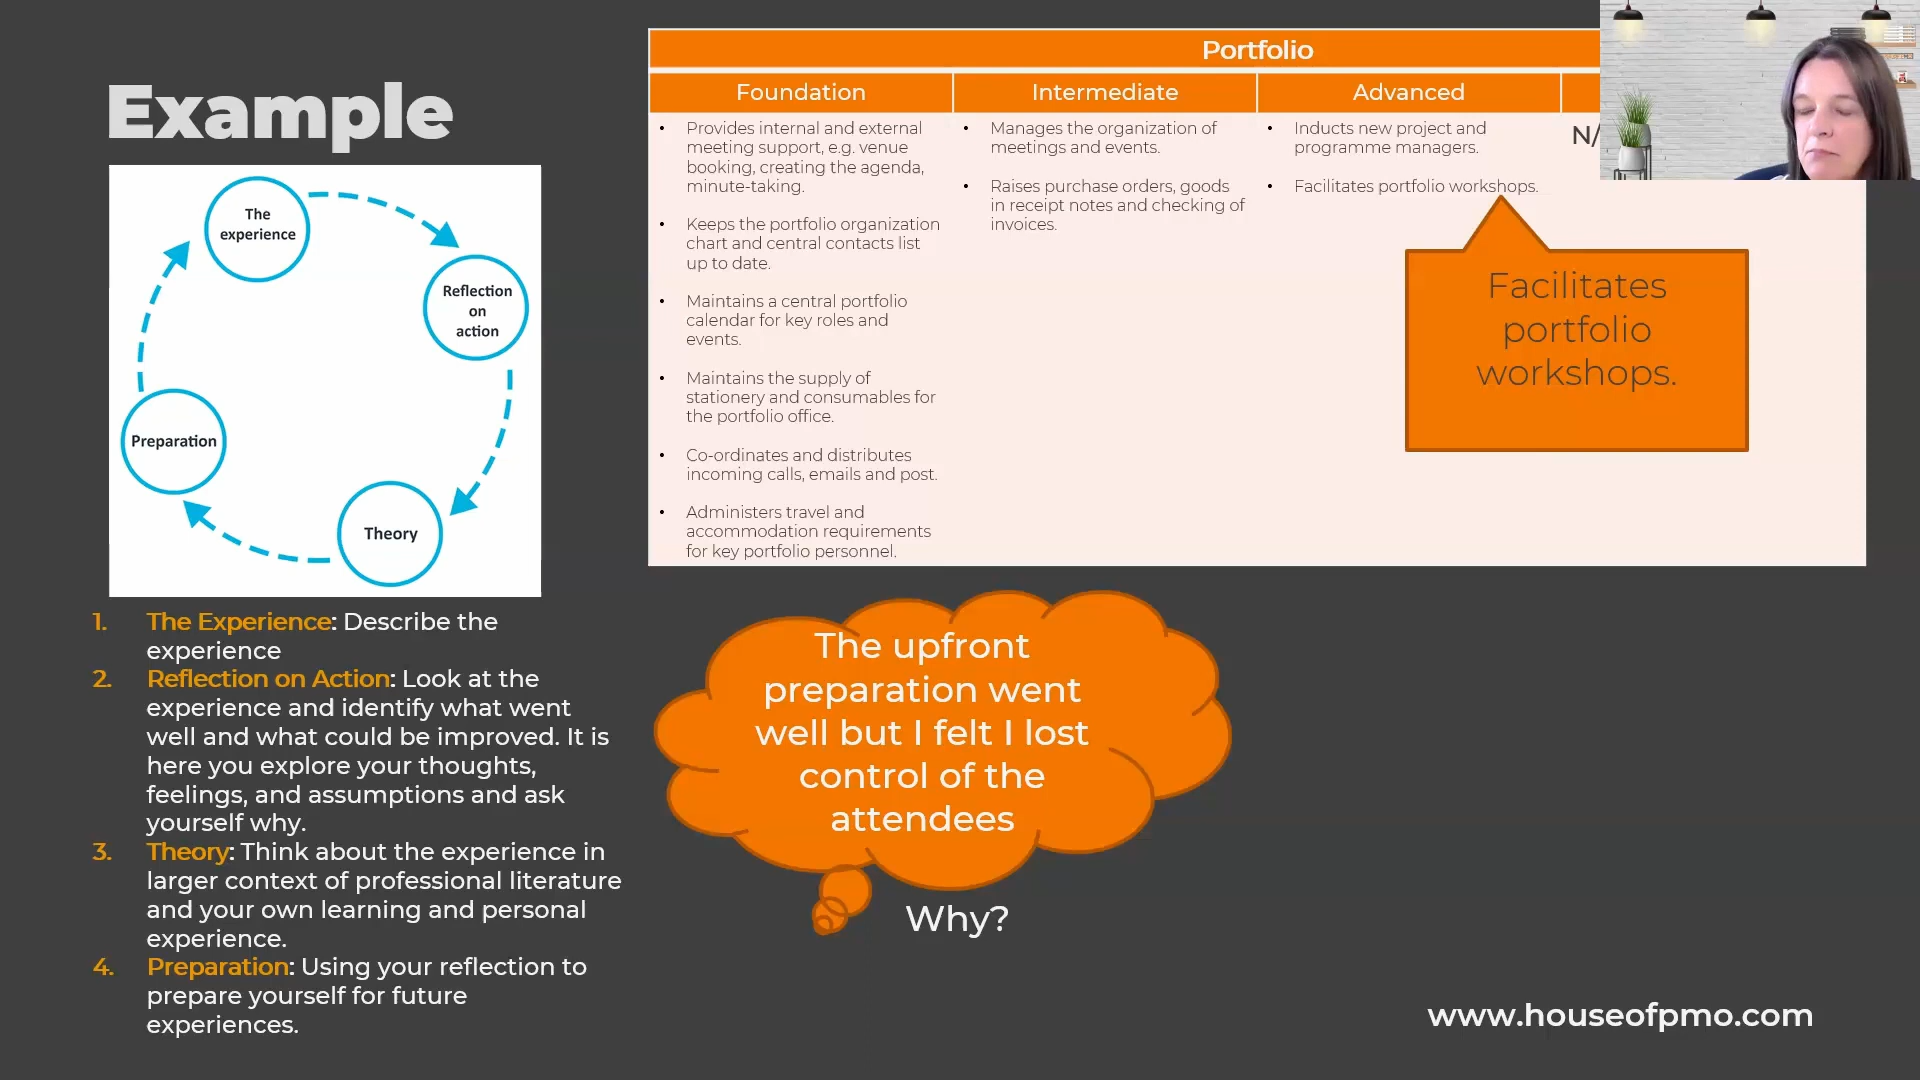 Example
The
experience
Reflection
on
action
Theory
Preparation
1. The Experience: Describe the
experience
2. Reflection on Action: Look at the
experience and identify what went
well and what could be improved. It is
here you explore your thoughts,
feelings, and assumptions and ask
yourself why.
3. Theory: Think about the experience in
larger context of professional literature
and your own learning and personal
experience.
4. Preparation: Using your reflection to
prepare yourself for future
experiences.
Portfolio
Foundation
• Provides internal and external
meeting support, e.g. venue
booking, creating the agenda,
minute-taking.
• Keeps the portfolio organization
chart and central contacts list
up to date.
• Maintains a central portfolio
calendar for key roles and
events.
• Maintains the supply of
stationery and consumables for
the portfolio office.
• Co-ordinates and distributes
incoming calls, emails and post.
• Administers travel and
accommodation requirements
for key portfolio personnel.
Intermediate
• Manages the organization of
meetings and events.
• Raises purchase orders, goods
in receipt notes and checking of
invoices.
Advanced
• Inducts new project and
programme managers.
• Facilitates portfolio workshops.
N/
Facilitates
portfolio
workshops.
The upfront
preparation went
well but I felt I lost
control of the
attendees
Why?
www.houseofpmo.com